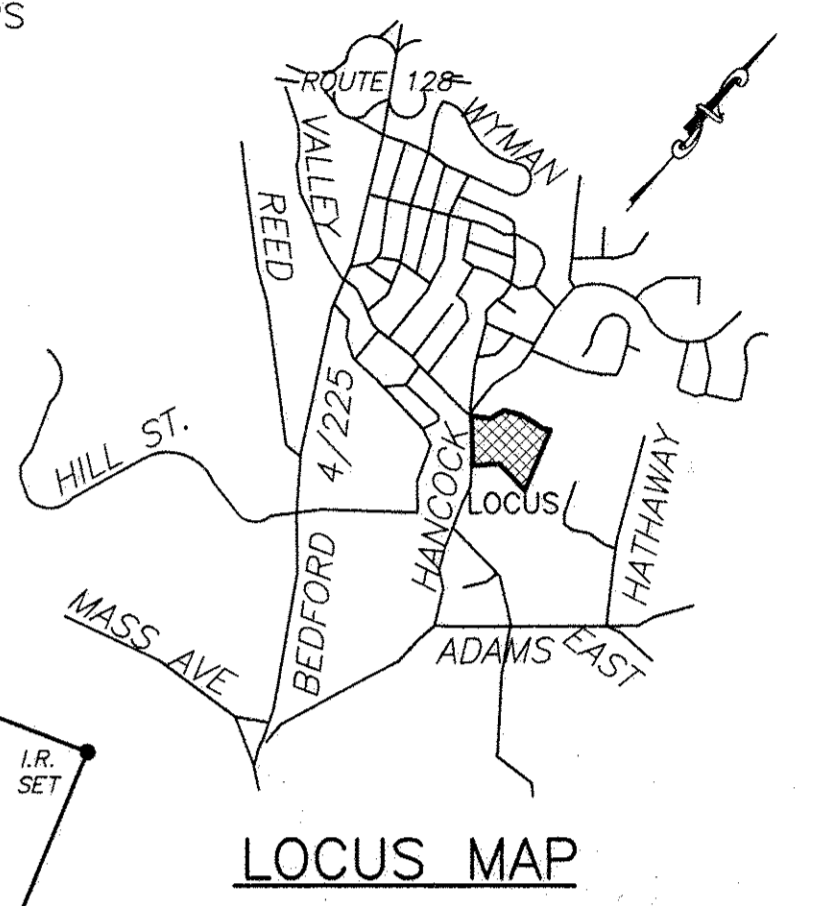 PS
ROUTE 128
WYMAN
VALLEY
REED
4/225
HILL ST.
HANCOCK
LOCUS
HATHAWAY
BEDFORD
MASS AVE
ADAMS
EAST
I.R.
SET
LOCUS MAP